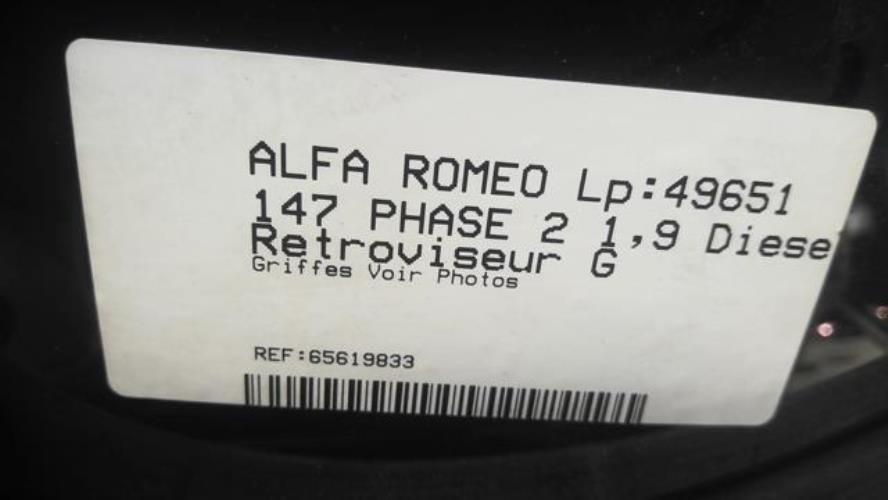 ALFA ROMEO Lp:49651
147 PHASE 2 1,9 Diese
Retroviseur G
Griffes Voir Photos
REF:65619833